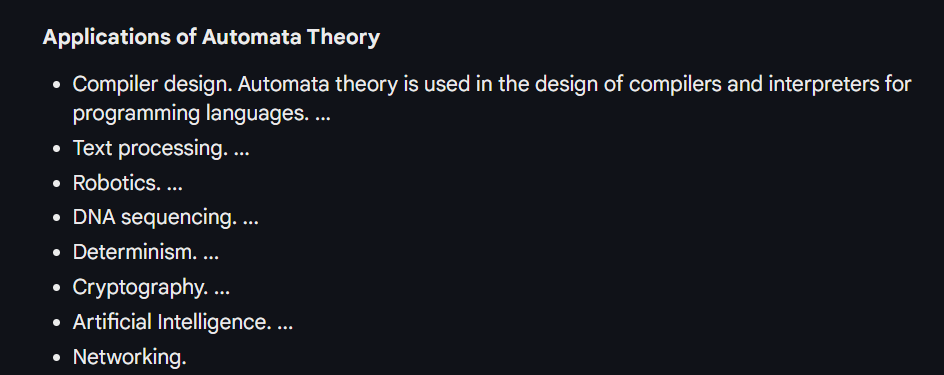 Applications of Automata Theory
• Compiler design. Automata theory is used in the design of compilers and interpreters for
programming languages. ...
• Text processing. ...
• Robotics. ...
• DNA sequencing. ...
• Determinism. ...
• Cryptography. ...
• Artificial Intelligence. ...
• Networking.